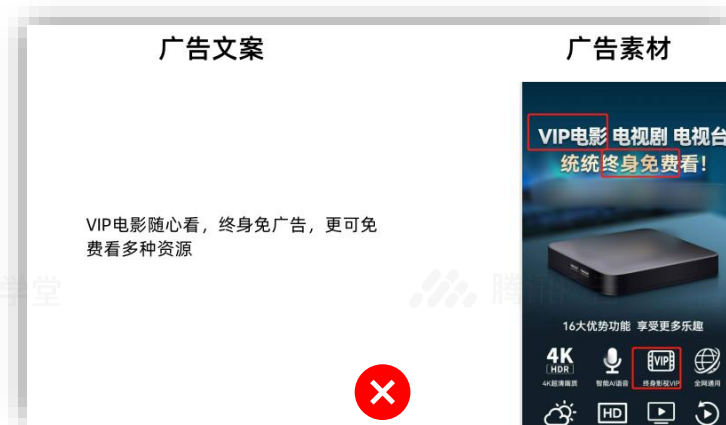 广告文案
广告素材
VIP电影随心看，终身免广告，更可免
费看多种资源
VIP电影 电视剧 电视台
统统终身免费看!
16大优势功能 享受更多乐趣
4K
HDR
VIP
4K超清画质
智能AI语音
终身影视VIP
全网通用
HD
学堂
腾